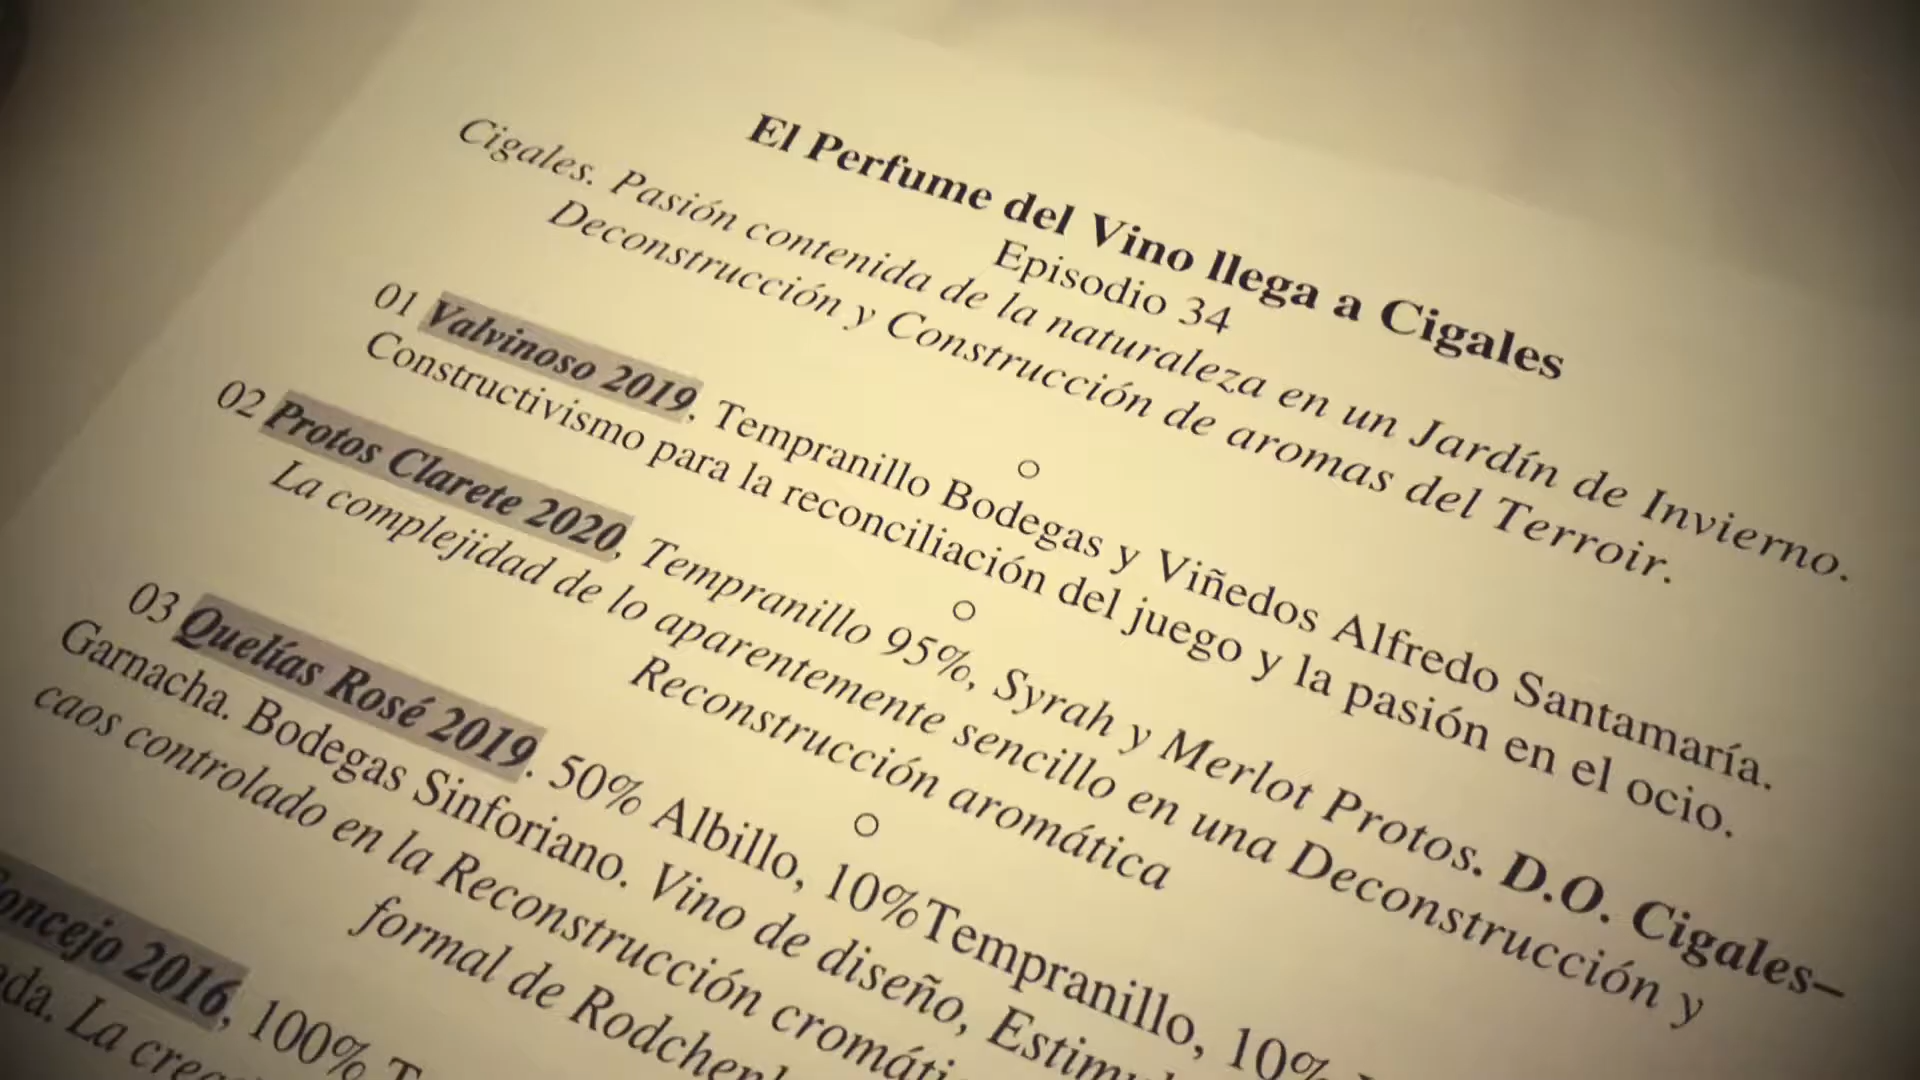 El Perfume del Vino llega a Cigales
Episodio 34
Cigales. Pasión contenida de la naturaleza en un Jardín de Invierno.
Deconstrucción y Construcción de aromas del Terroir.
01 Valvinoso 2019, Tempranillo Bodegas y Viñedos Alfredo Santamaría.
Constructivismo para la reconciliación del juego y la pasión en el ocio.
02 Protos Clarete 2020, Tempranillo 95%, Syrah y Merlot Protos. D.O. Cigales–
La complejidad de lo aparentemente sencillo en una Deconstrucción y
Reconstrucción aromática
03 Quelías Rosé 2019. 50% Albillo, 10%Tempranillo, 10%
Garnacha. Bodegas Sinforiano. Vino de diseño,
caos controlado en la Reconstrucción
formal de
2016, 100%
La